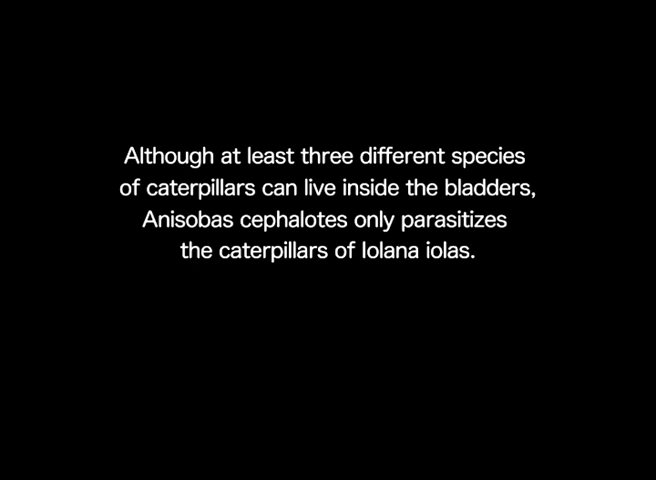 Although at least three different species
of caterpillars can live inside the bladders,
Anisobas cephalotes only parasitizes
the caterpillars of Iolana iolas.